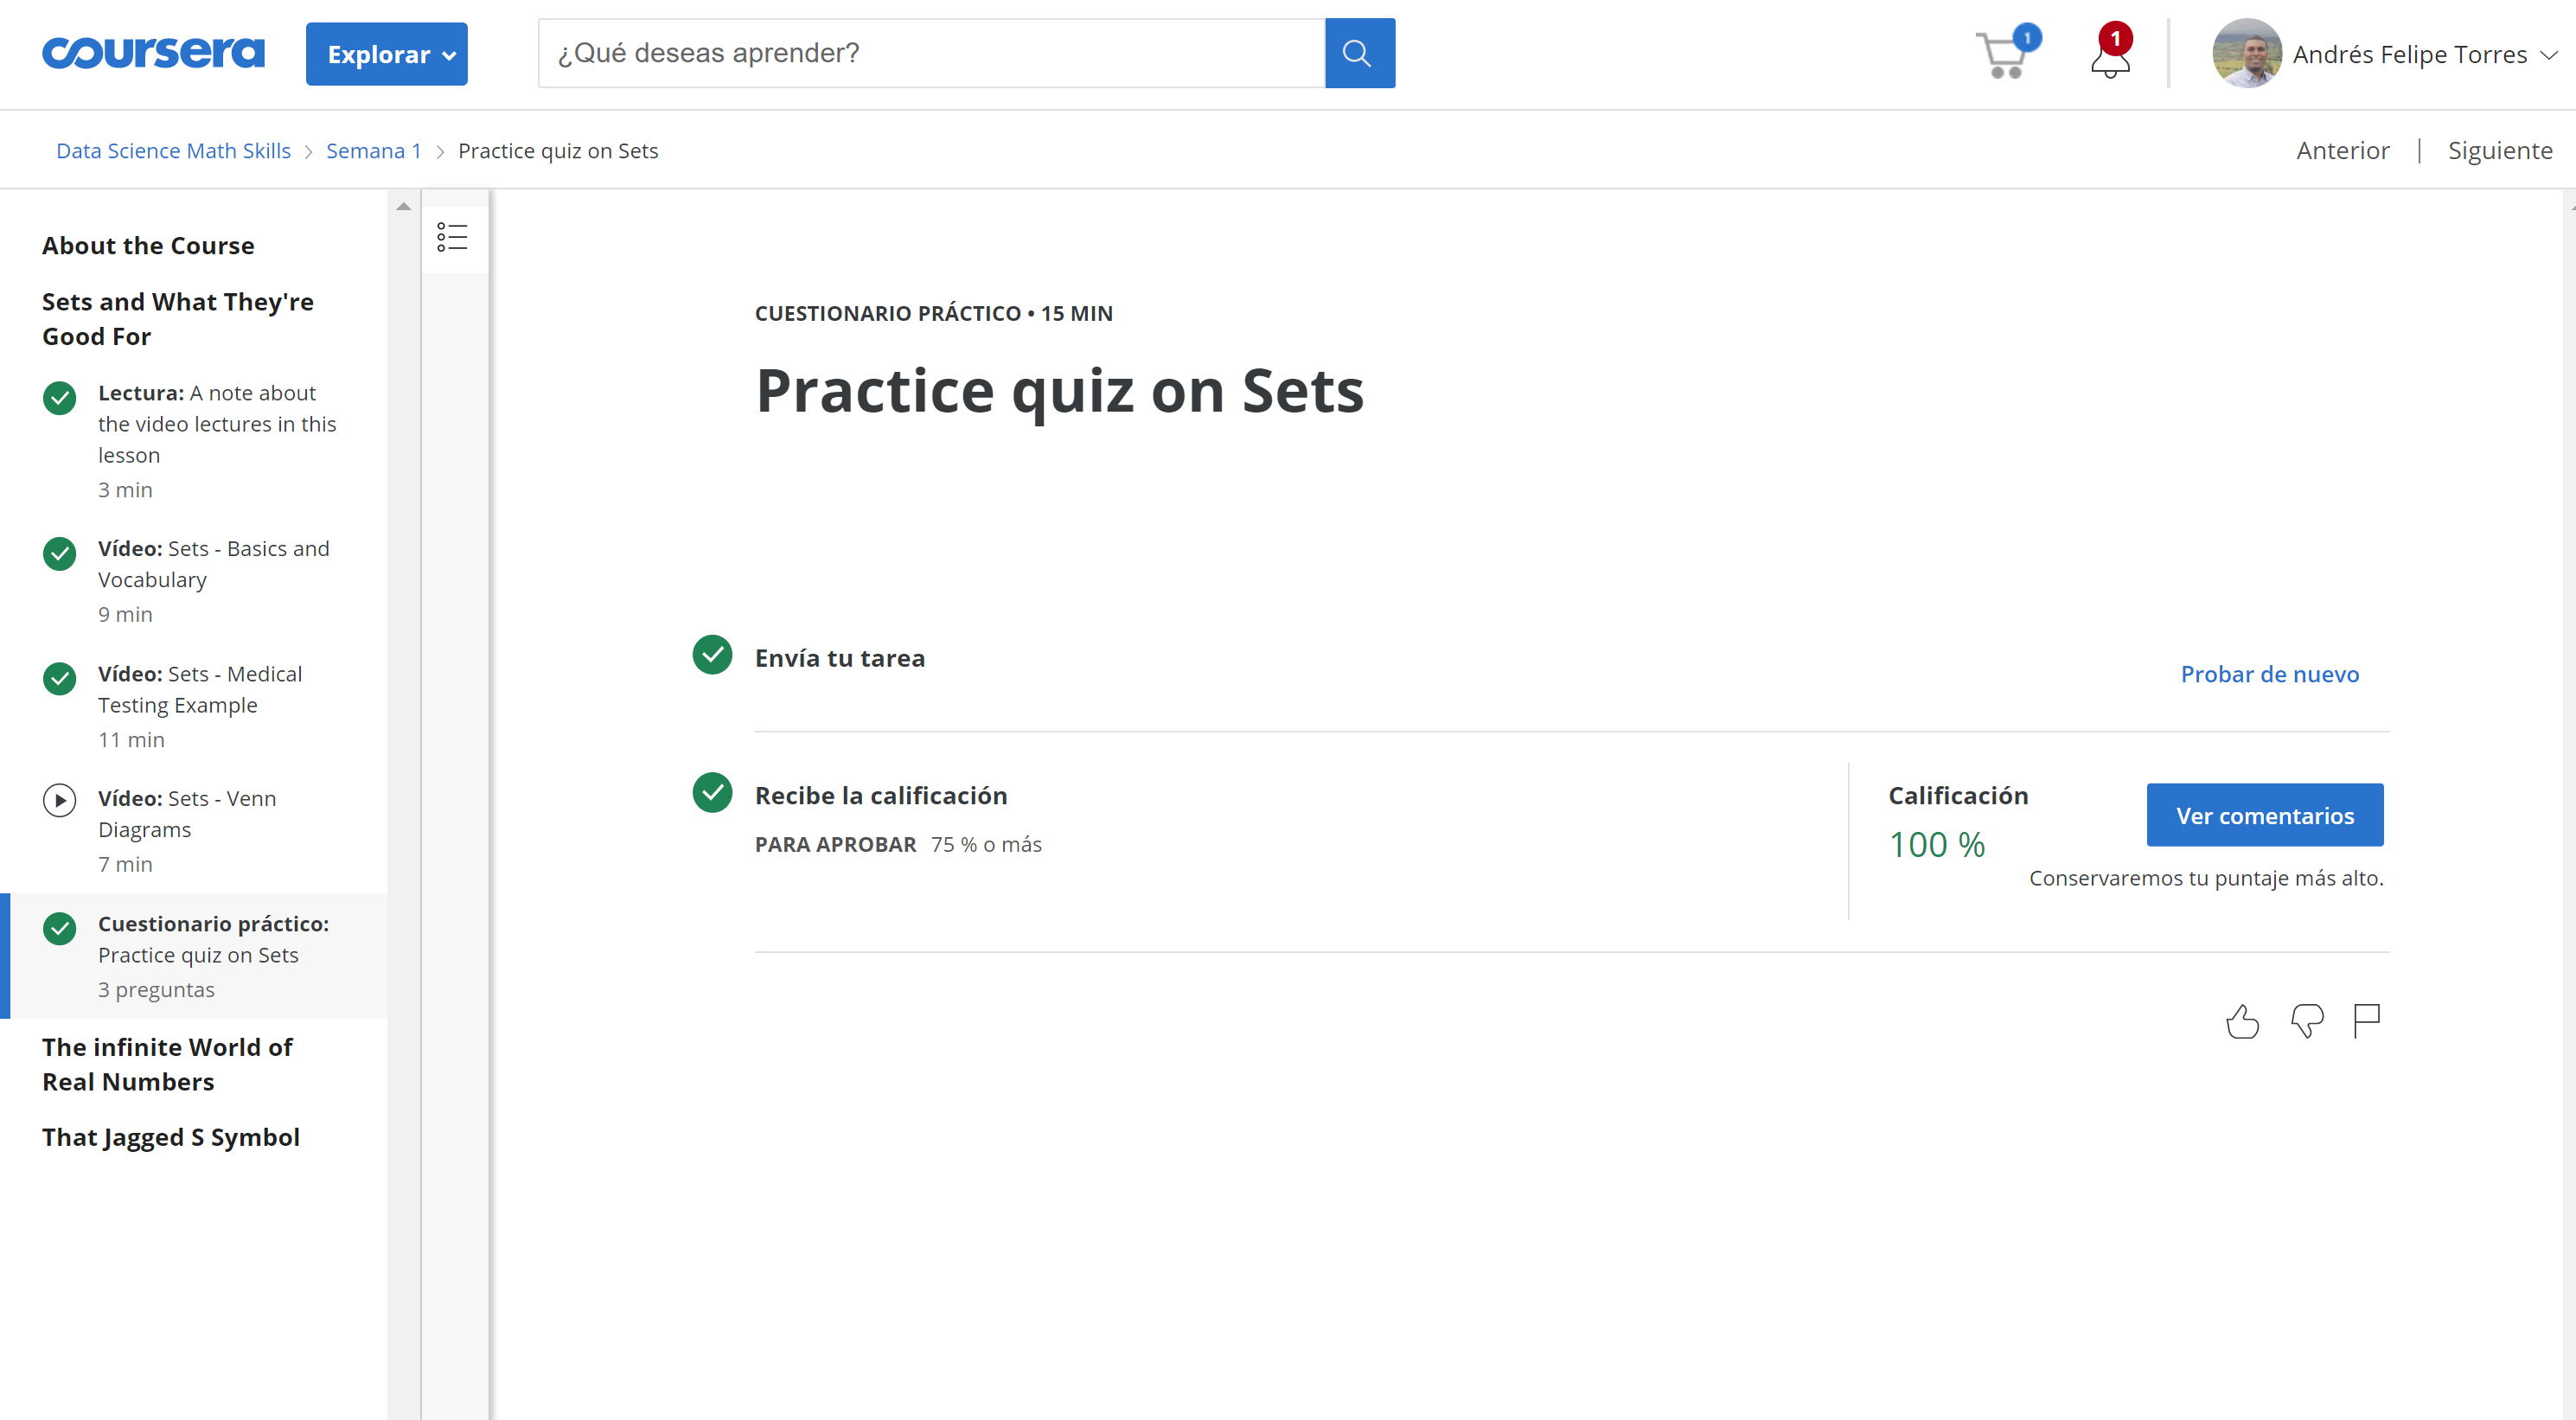 coursera
Explorar
¿Qué deseas aprender?
1
1
Andrés Felipe Torres
Data Science Math Skills
Semana 1
Practice quiz on Sets
Anterior
Siguiente
About the Course
Sets and What They're
Good For
Lectura: A note about
the video lectures in this
lesson
3 min
Vídeo: Sets - Basics and
Vocabulary
9 min
Vídeo: Sets - Medical
Testing Example
11 min
Vídeo: Sets - Venn
Diagrams
7 min
Cuestionario práctico:
Practice quiz on Sets
3 preguntas
The infinite World of
Real Numbers
That Jagged S Symbol
CUESTIONARIO PRÁCTICO • 15 MIN
Practice quiz on Sets
Envía tu tarea
Probar de nuevo
Recibe la calificación
PARA APROBAR 75 % o más
Calificación
100 %
Ver comentarios
Conservaremos tu puntaje más alto.